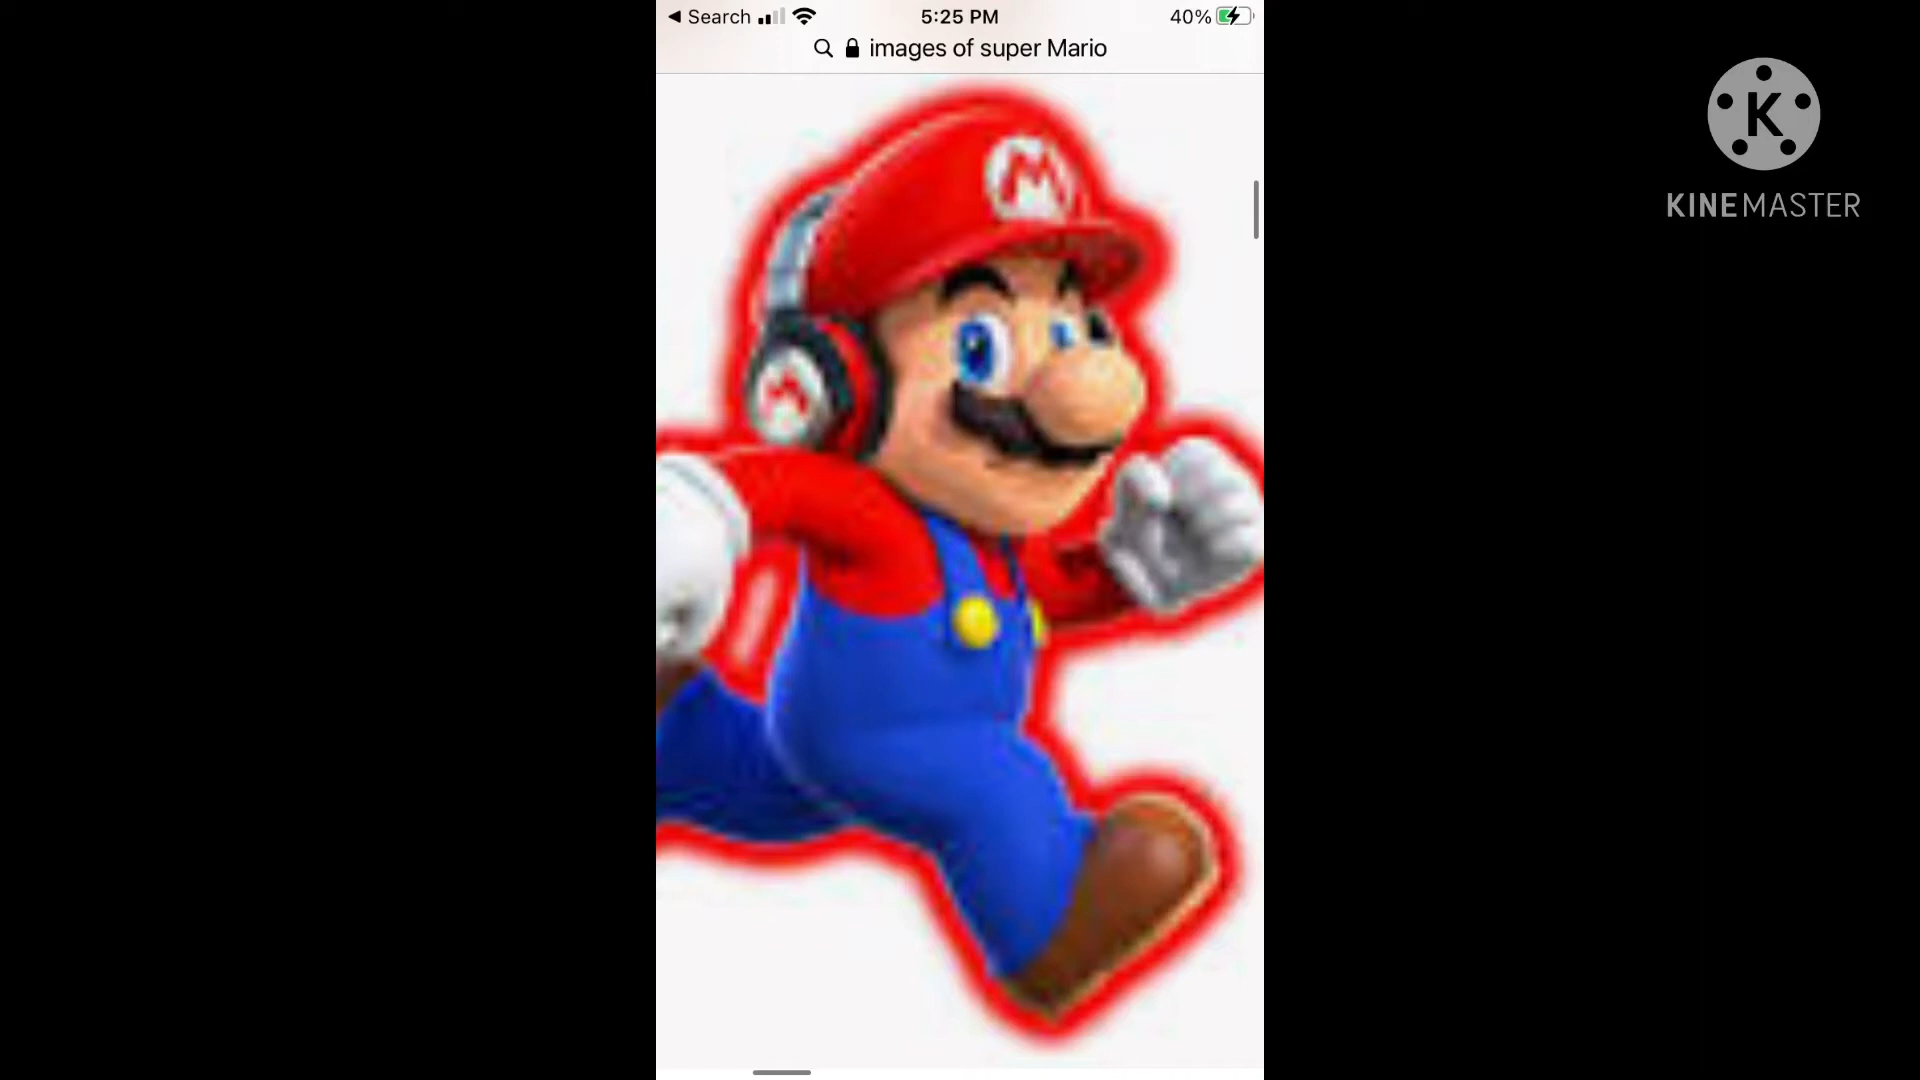 ◀ Search 5:25 PM 40%
images of super Mario
M
M
K
KINEMASTER